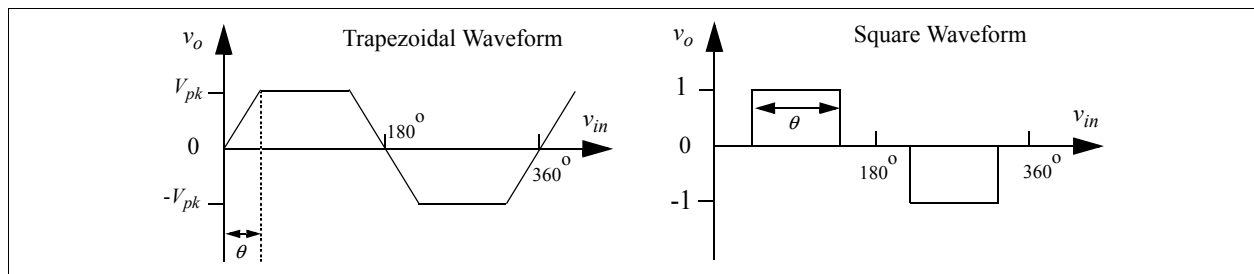 Trapezoidal Waveform
v_o
V_pk
0
-V_pk
θ
180°
360°
v_in
Square Waveform
v_o
1
0
-1
θ
180°
360°
v_in